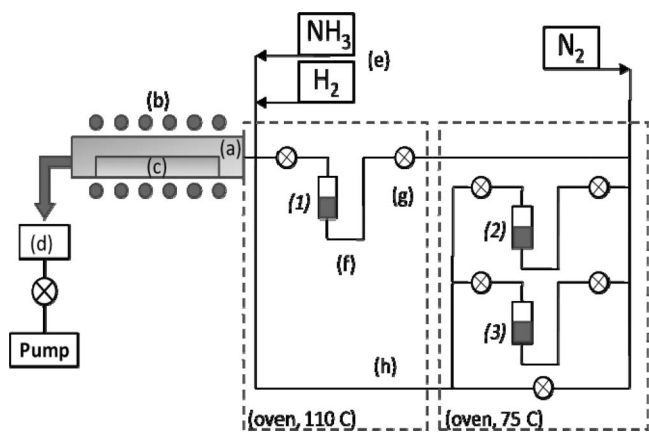 NH3
(e)
N2
H2
(b)
(a)
(c)
(1)
(g)
(2)
(d)
(f)
(3)
Pump
(h)
(oven, 110 C)
(oven, 75 C)